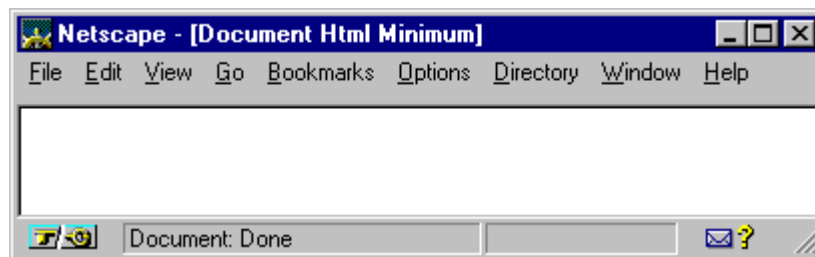 Netscape - [Document Html Minimum]
File Edit View Go Bookmarks Options Directory Window Help
Document: Done
?